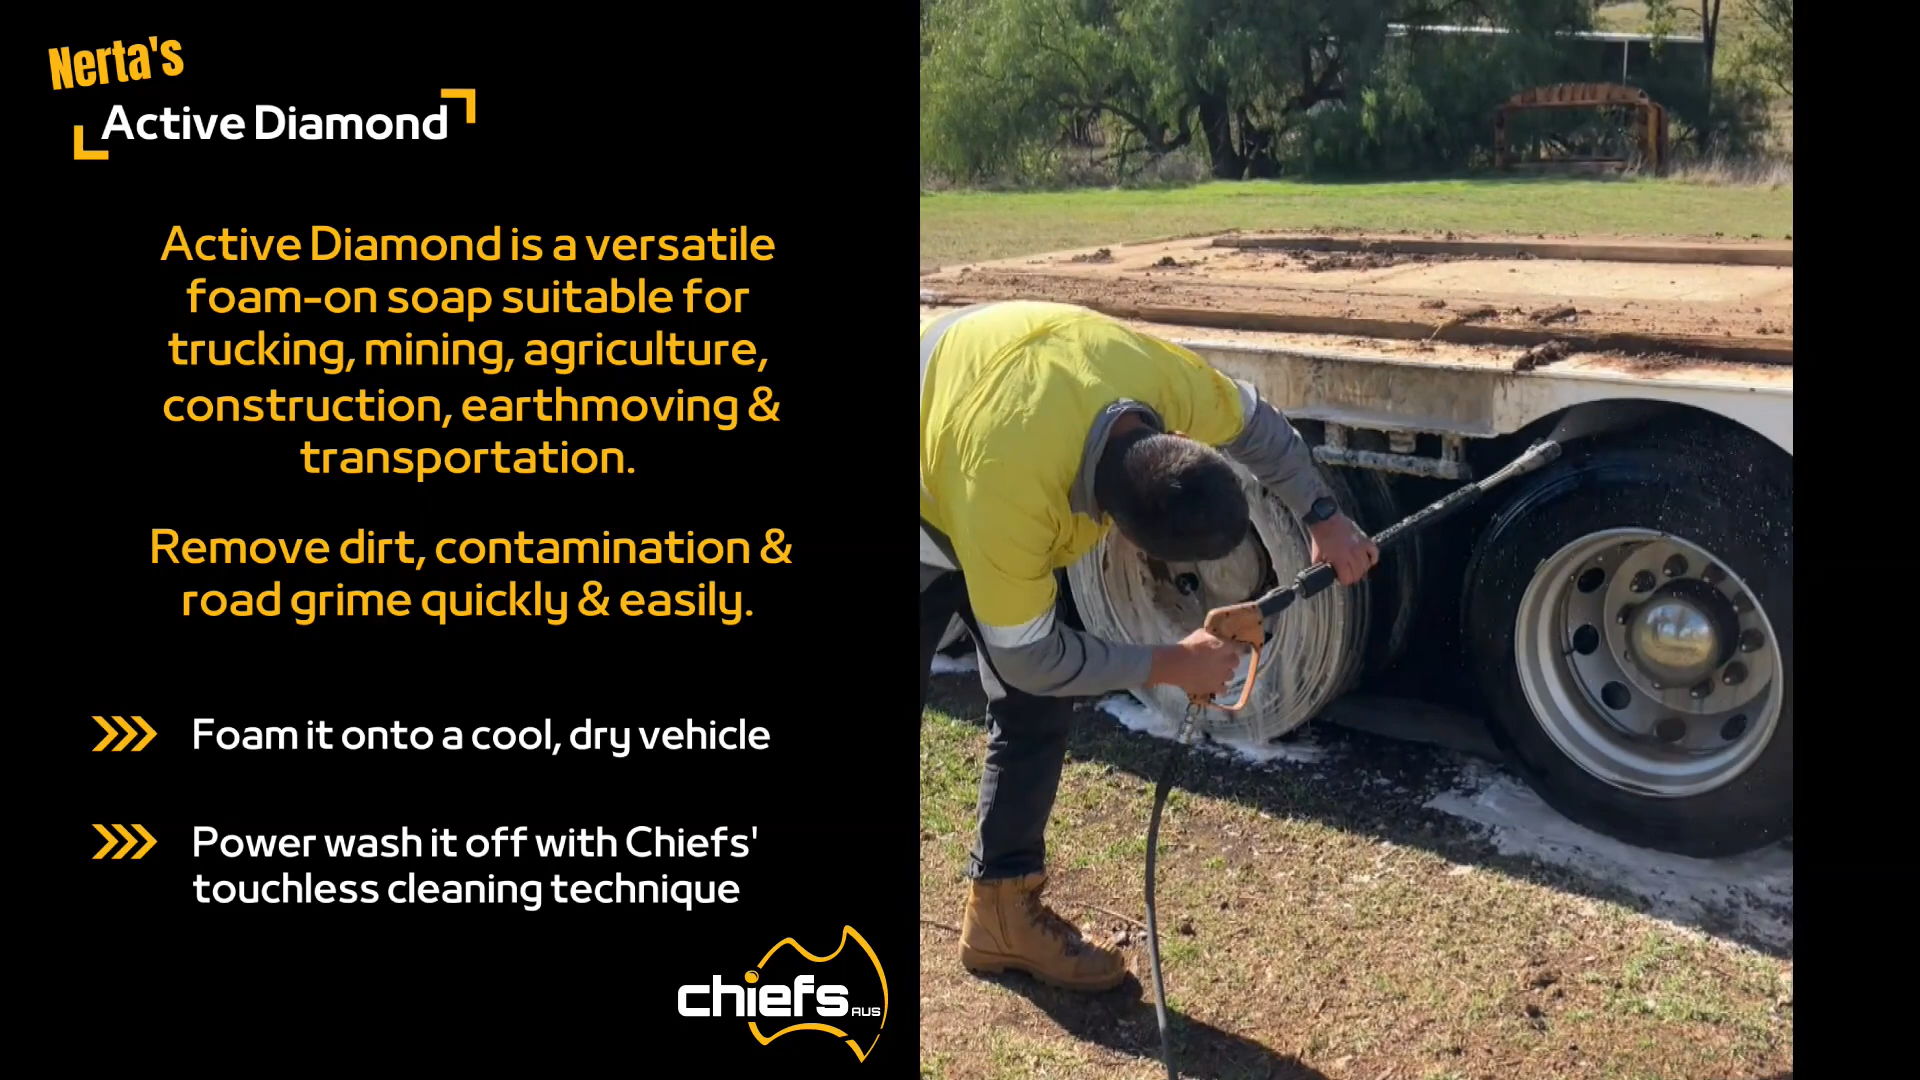 Nerta's
Active Diamond
Active Diamond is a versatile
foam-on soap suitable for
trucking, mining, agriculture,
construction, earthmoving &
transportation.
Remove dirt, contamination &
road grime quickly & easily.
Foam it onto a cool, dry vehicle
Power wash it off with Chiefs'
touchless cleaning technique
chiefs AUS